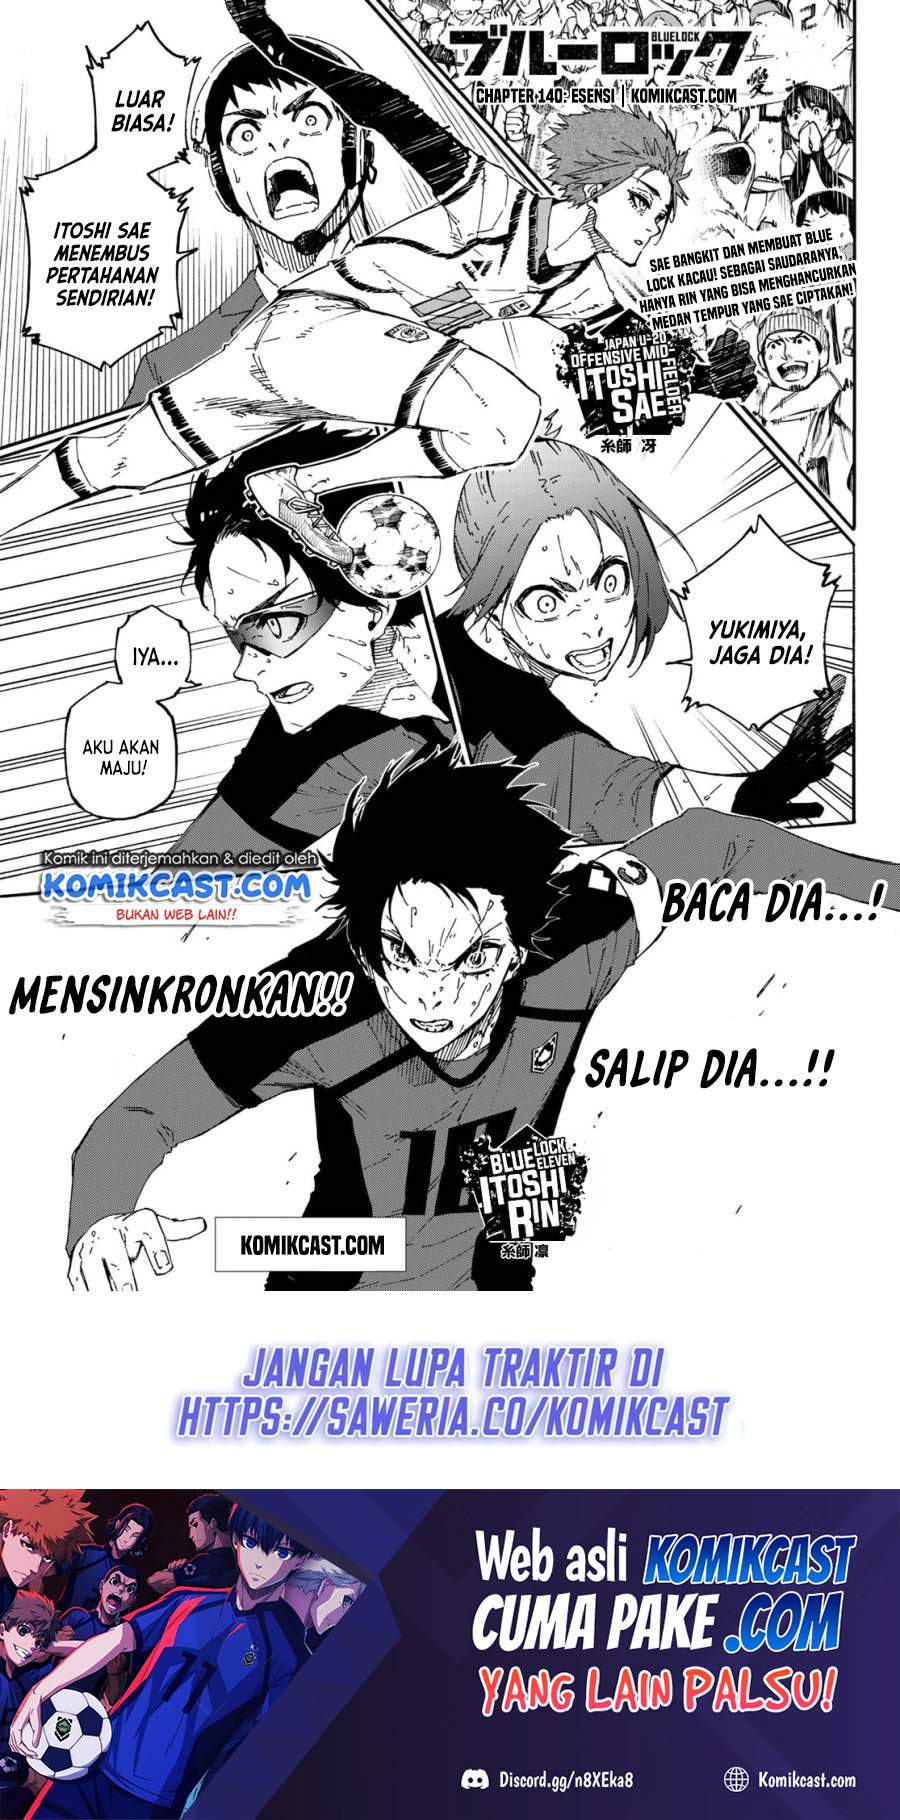 ブルーロック
BLUELOCK
CHAPTER 140: ESENSI | KOMIKCAST.COM
LUAR
BIASA!
ITOSHI SAE
MENEMBUS
PERTAHANAN
SENDIRIAN!
SAE BANGKIT DAN MEMBUAT BLUE
LOCK KACAU! SEBAGAI SAUDARANYA,
HANYA RIN YANG BISA MENGHANCURKAN
MEDAN TEMPUR YANG SAE CIPTAKAN!
JAPAN U-20
OFFENSIVE MID-
FIELDER
ITOSHI
SAE
糸師 冴
YUKIMIYA,
JAGA DIA!
IYA...
AKU AKAN
MAJU!
Komik ini diterjemahkan & diedit oleh
KOMIKCAST.COM
BUKAN WEB LAIN!!
BACA DIA...!
MENSINKRONKAN!!
SALIP DIA...!!
10
BLUE LOCK
ELEVEN
ITOSHI
RIN
糸師 凛
KOMIKCAST.COM
JANGAN LUPA TRAKTIR DI
HTTPS://SAWERIA.CO/KOMIKCAST
11
Web asli KOMIKCAST
CUMA PAKE .COM
YANG LAIN PALSU!
Discord.gg/n8XEka8
Komikcast.com